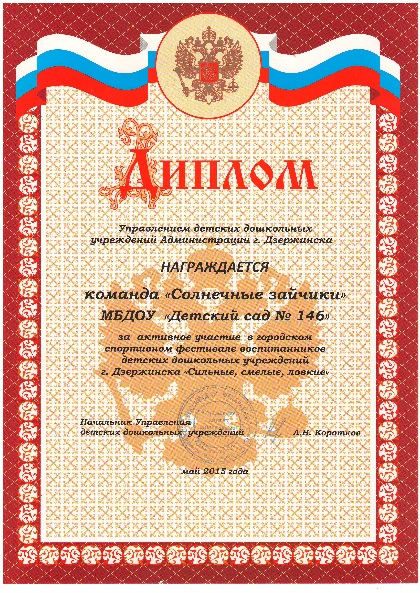 Диплом
Управлением детских дошкольных
учреждений Администрации г. Дзержинска
НАГРАЖДАЕТСЯ
команда «Солнечные зайчики»
МБДОУ «Детский сад № 146»
за активное участие в городском
спортивном фестивале воспитанников
детских дошкольных учреждений
г. Дзержинска «Сильные, смелые, ловкие»
Начальник Управления
детских дошкольных учреждений А.Н. Коротков
май 2015 года